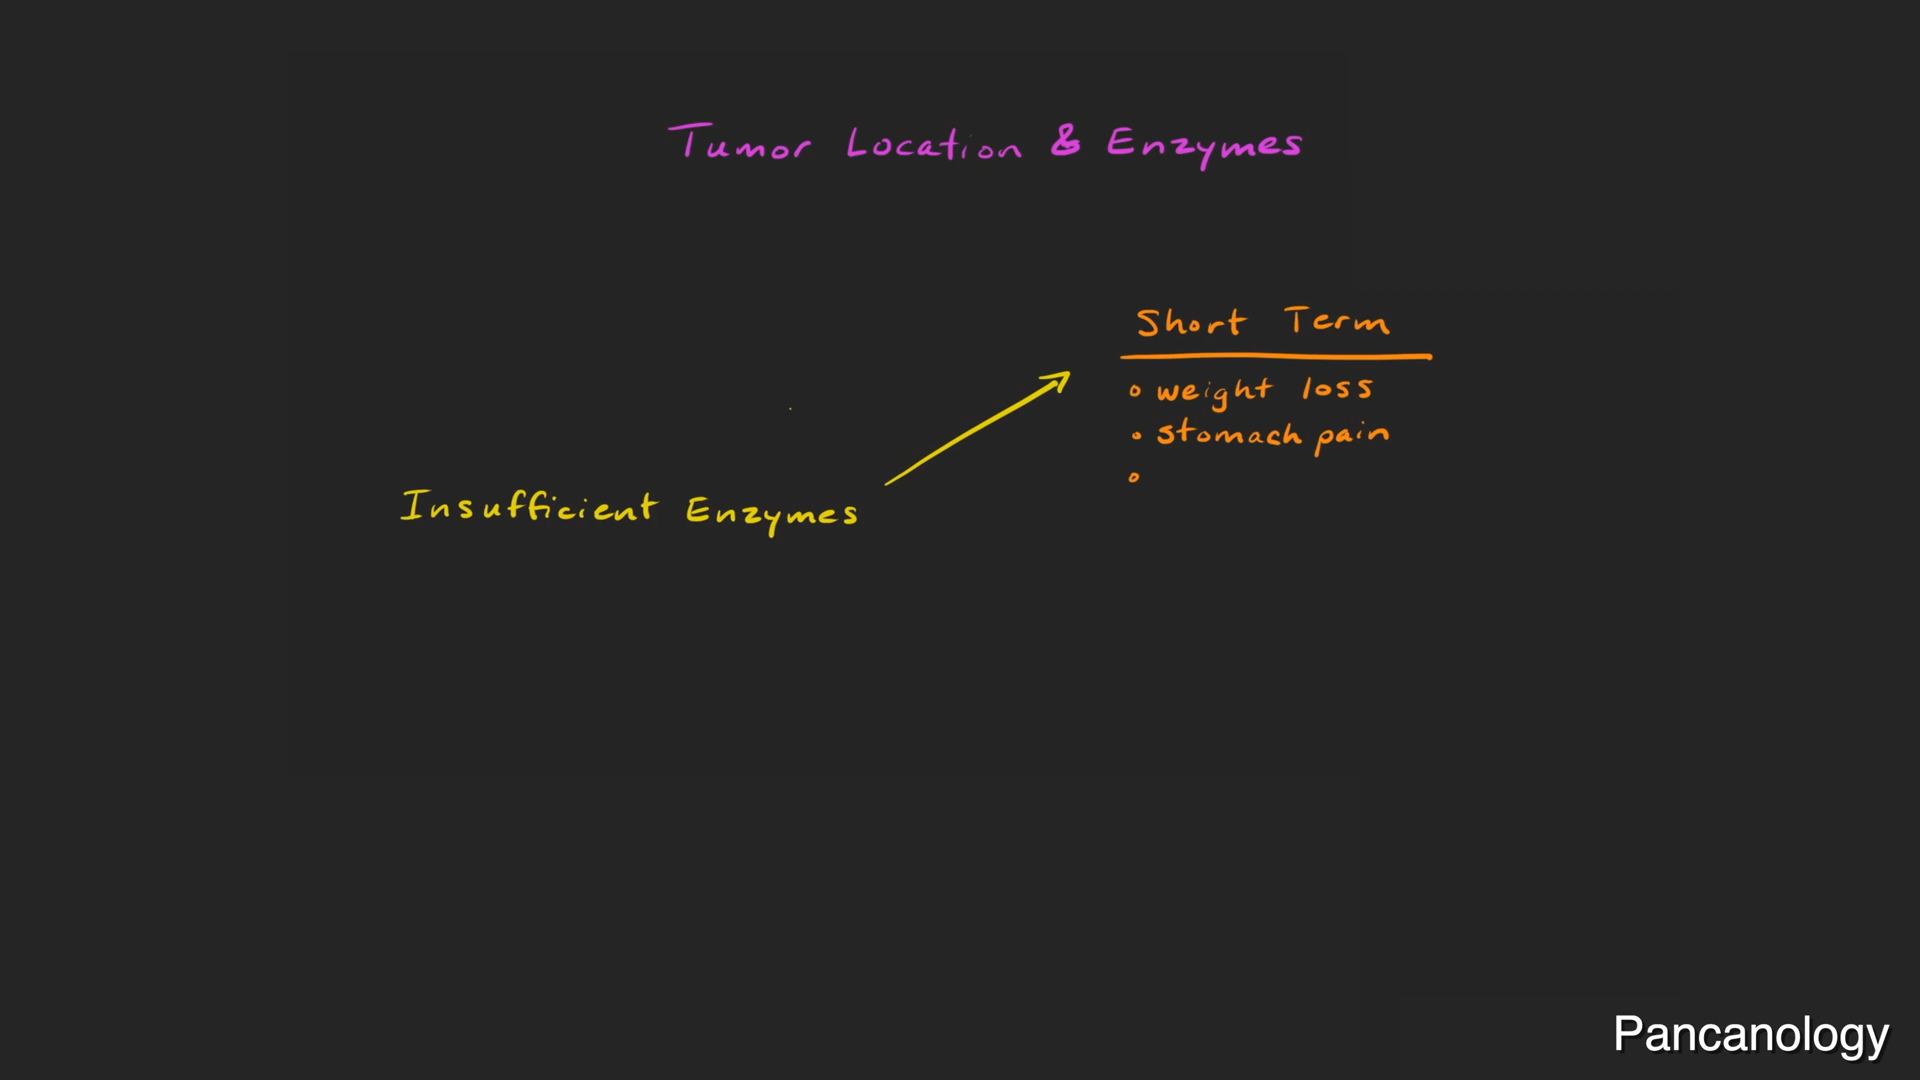 Tumor Location & Enzymes
Short Term
• weight loss
• stomach pain
•
Insufficient Enzymes
Pancanology